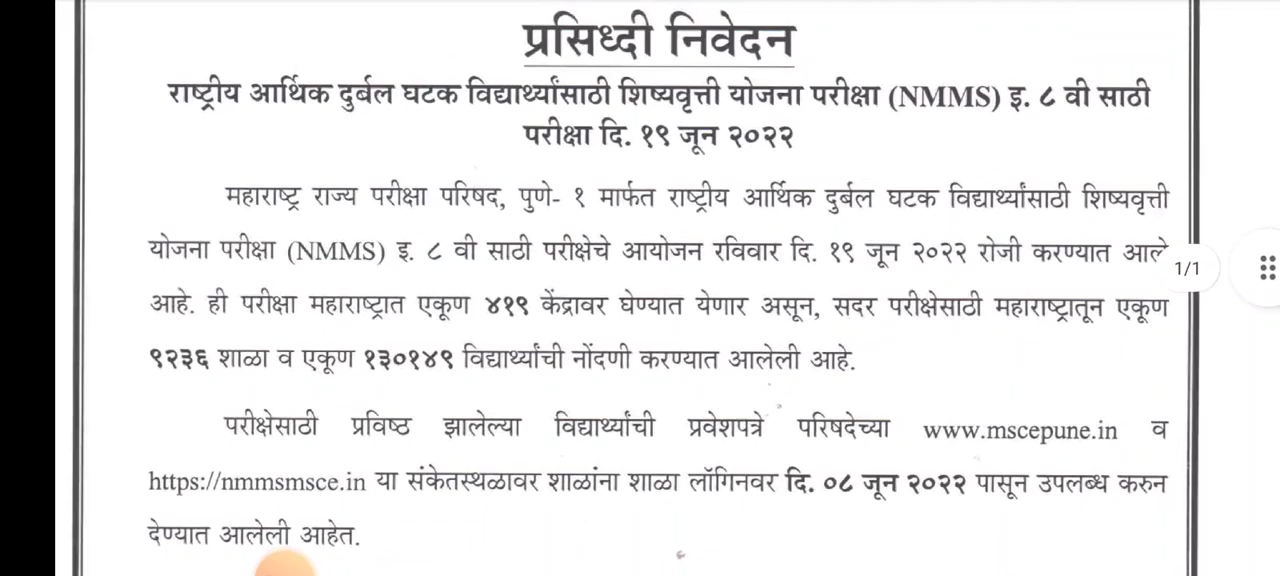 प्रसिध्दी निवेदन
राष्ट्रीय आर्थिक दुर्बल घटक विद्यार्थ्यांसाठी शिष्यवृत्ती योजना परीक्षा (NMMS) इ. ८ वी साठी
परीक्षा दि. १९ जून २०२२
महाराष्ट्र राज्य परीक्षा परिषद, पुणे- १ मार्फत राष्ट्रीय आर्थिक दुर्बल घटक विद्यार्थ्यांसाठी शिष्यवृत्ती
योजना परीक्षा (NMMS) इ. ८ वी साठी परीक्षेचे आयोजन रविवार दि. १९ जून २०२२ रोजी करण्यात आले
1/1
आहे. ही परीक्षा महाराष्ट्रात एकूण ४१९ केंद्रावर घेण्यात येणार असून, सदर परीक्षेसाठी महाराष्ट्रातून एकूण
९२३६ शाळा व एकूण १३०१४९ विद्यार्थ्यांची नोंदणी करण्यात आलेली आहे.
परीक्षेसाठी प्रविष्ठ झालेल्या विद्यार्थ्यांची प्रवेशपत्रे परिषदेच्या www.mscepune.in व
https://nmmsmsce.in या संकेतस्थळावर शाळांना शाळा लॉगिनवर दि. ०८ जून २०२२ पासून उपलब्ध करुन
देण्यात आलेली आहेत.